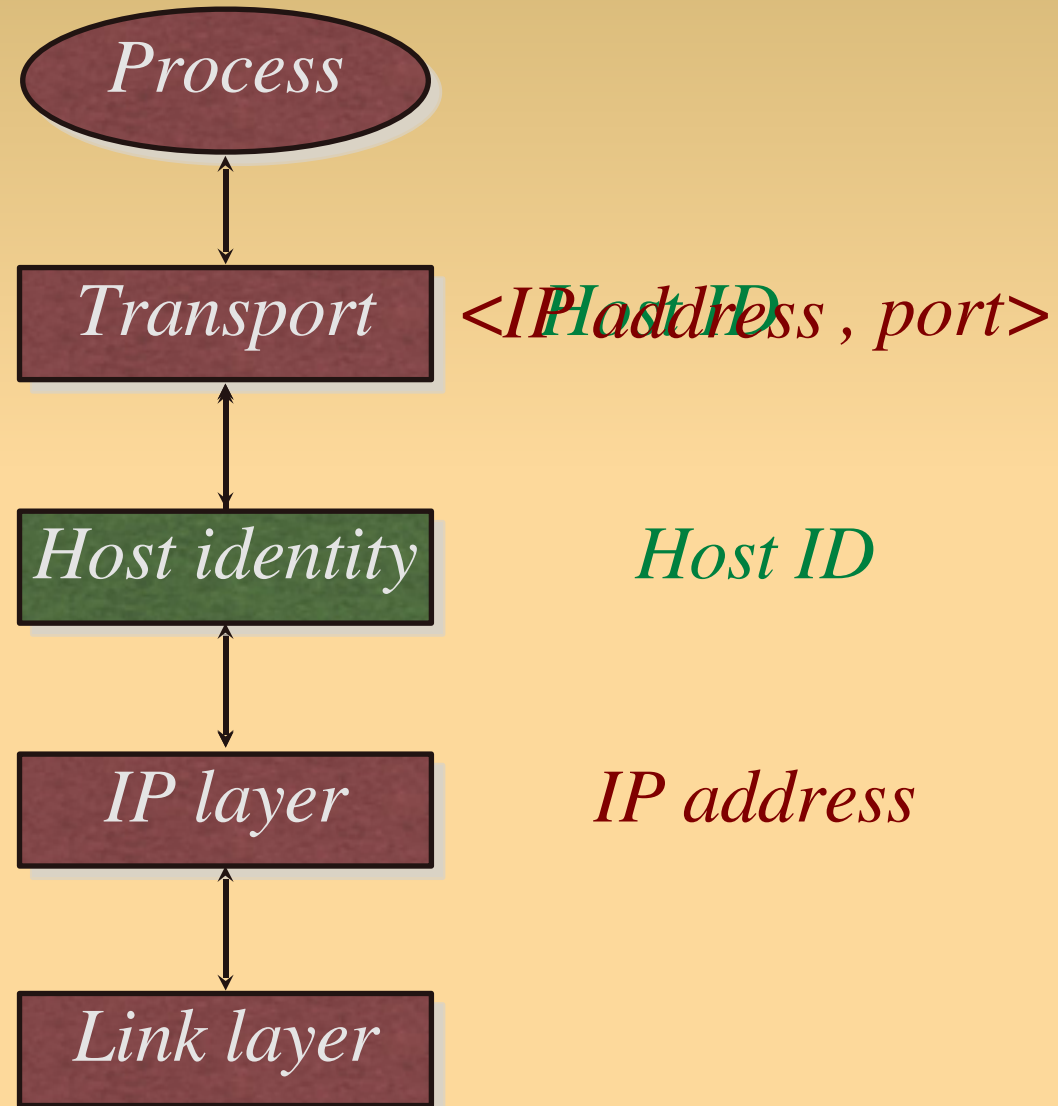 Process
Transport
<IP address , port>
Host ID
Host identity
Host ID
IP layer
IP address
Link layer